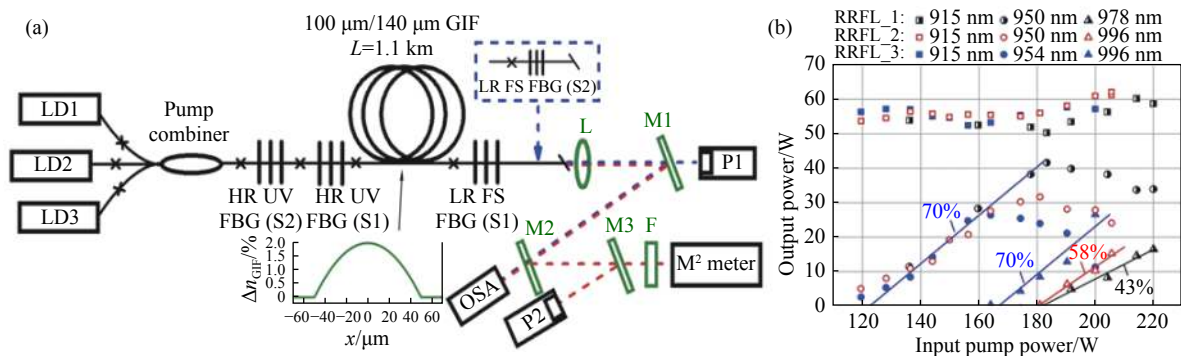 (a)
100 μm/140 μm GIF
L=1.1 km
LD1
LD2
LD3
Pump
combiner
HR UV
FBG (S2)
HR UV
FBG (S1)
LR FS
FBG (S1)
LR FS FBG (S2)
L
M1
P1
M2
M3
F
M² meter
OSA
P2
Δn_GIF/%
2.0
1.5
1.0
0.5
0.0
−60 −40 −20 0 20 40 60
x/μm
(b)
RRFL_1: 915 nm 950 nm 978 nm
RRFL_2: 915 nm 950 nm 996 nm
RRFL_3: 915 nm 954 nm 996 nm
Output power/W
70
60
50
40
30
20
10
0
70%
70%
58%
43%
120 140 160 180 200 220
Input pump power/W